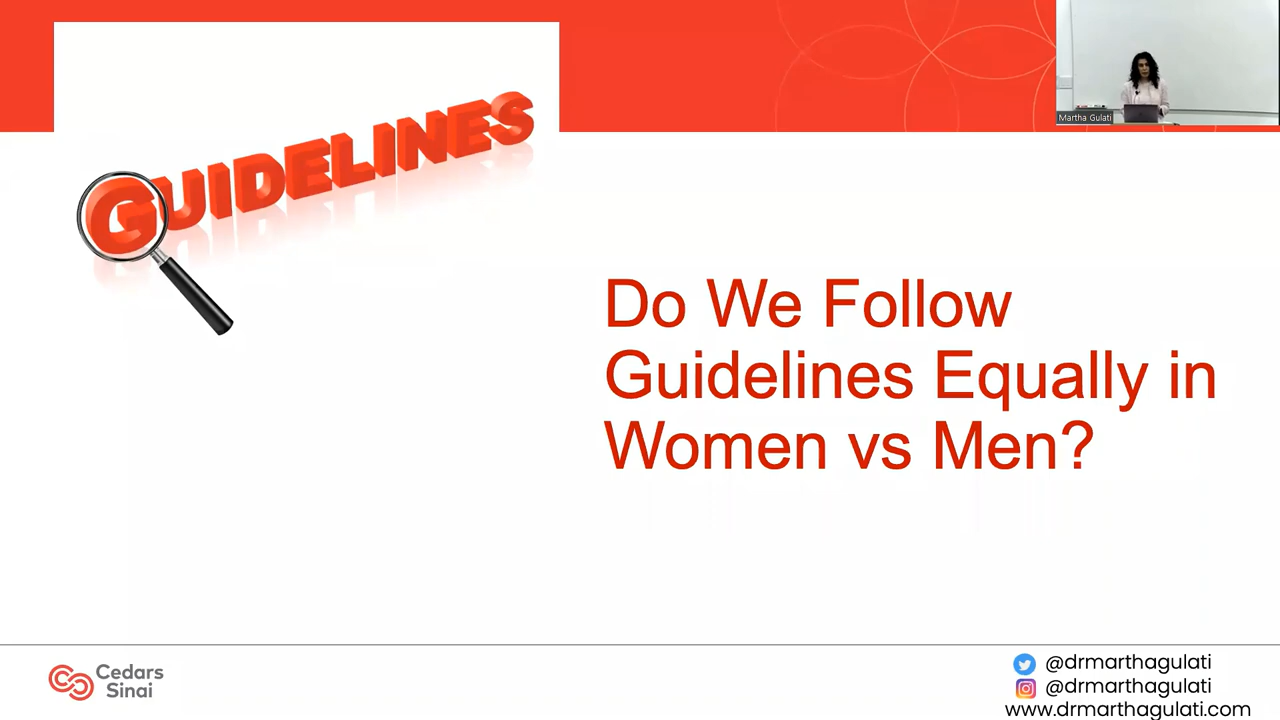 GUIDELINES
Martha Gulati
Do We Follow
Guidelines Equally in
Women vs Men?
Cedars
Sinai
@drmarthagulati
@drmarthagulati
www.drmarthagulati.com